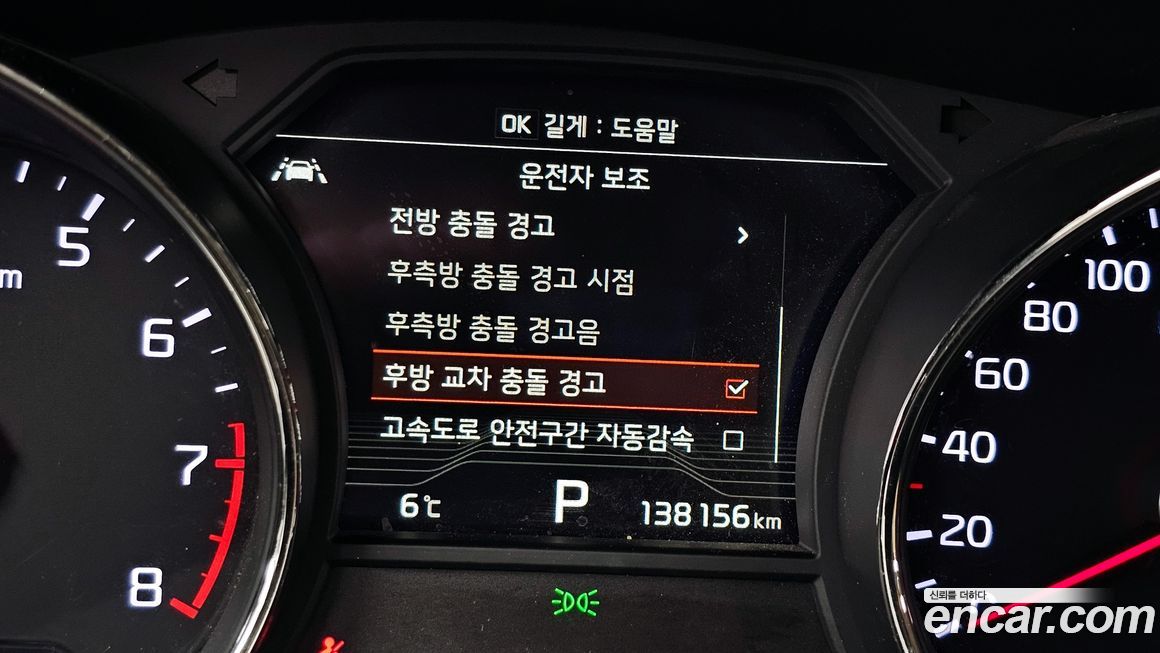 OK 길게 : 도움말
운전자 보조
전방 충돌 경고 >
후측방 충돌 경고 시점
후측방 충돌 경고음
후방 교차 충돌 경고
고속도로 안전구간 자동감속
6℃ P 138156 km
5
6
7
8
m
100
80
60
40
20
신뢰를 더하다
encar.com